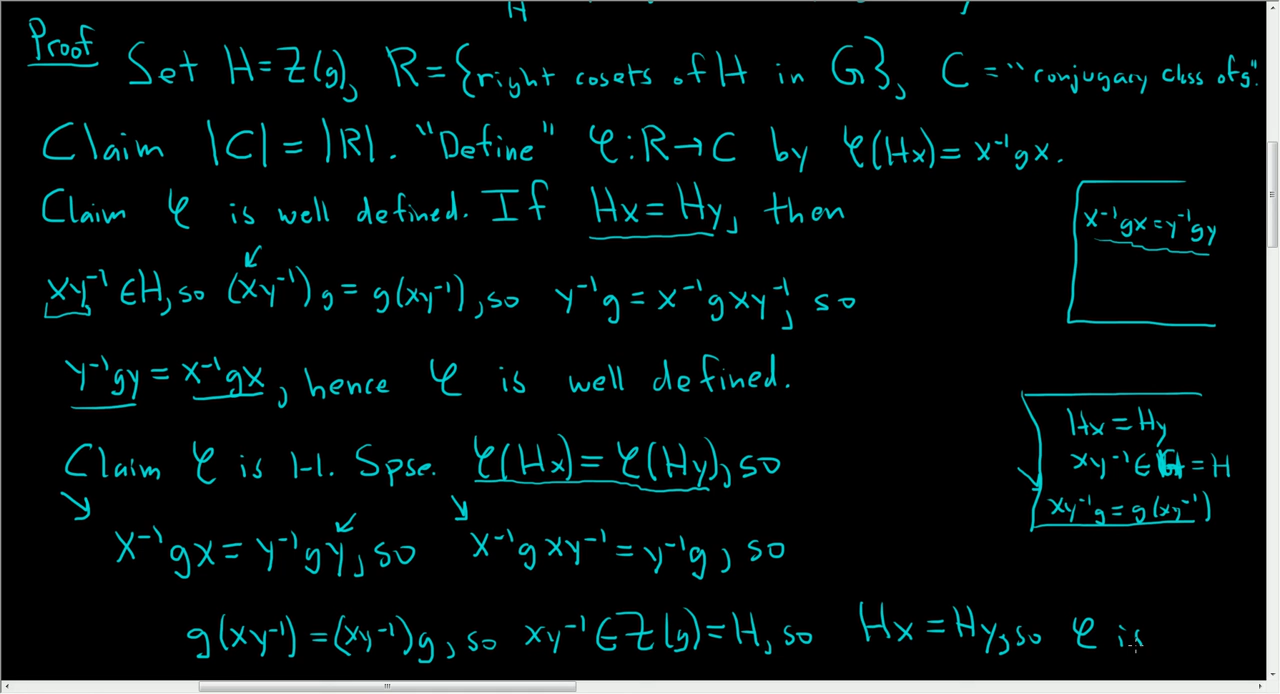 H
Proof Set H=Z(g), R={right cosets of H in G}, C="conjugacy class of g".
Claim |C|=|R|. "Define" φ:R→C by φ(Hx)=x⁻¹gx.
Claim φ is well defined. If Hx=Hy, then
x⁻¹gx=y⁻¹gy
xy⁻¹∈H, so (xy⁻¹)g=g(xy⁻¹), so y⁻¹g=x⁻¹gxy⁻¹, so
y⁻¹gy=x⁻¹gx, hence φ is well defined.
Hx=Hy
Claim φ is 1-1. Spse. φ(Hx)=φ(Hy), so
xy⁻¹∈ =H
xy⁻¹g=g(xy⁻¹)
x⁻¹gx=y⁻¹gy, so x⁻¹gxy⁻¹=y⁻¹g, so
g(xy⁻¹)=(xy⁻¹)g, so xy⁻¹∈Z(g)=H, so Hx=Hy, so φ is